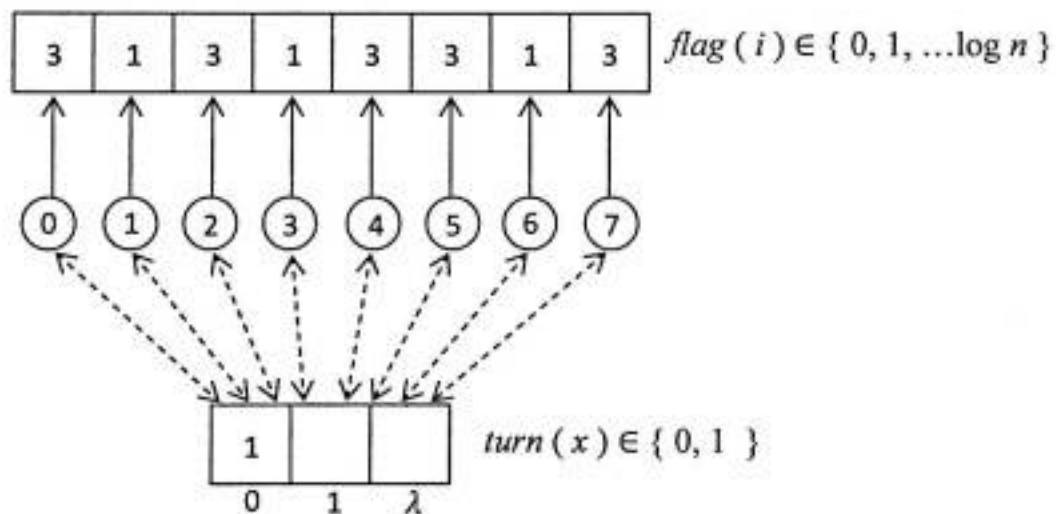 3 1 3 1 3 3 1 3 flag ( i ) ∈ { 0, 1, ...log n }
0 1 2 3 4 5 6 7
1 turn ( x ) ∈ { 0, 1 }
0 1 λ